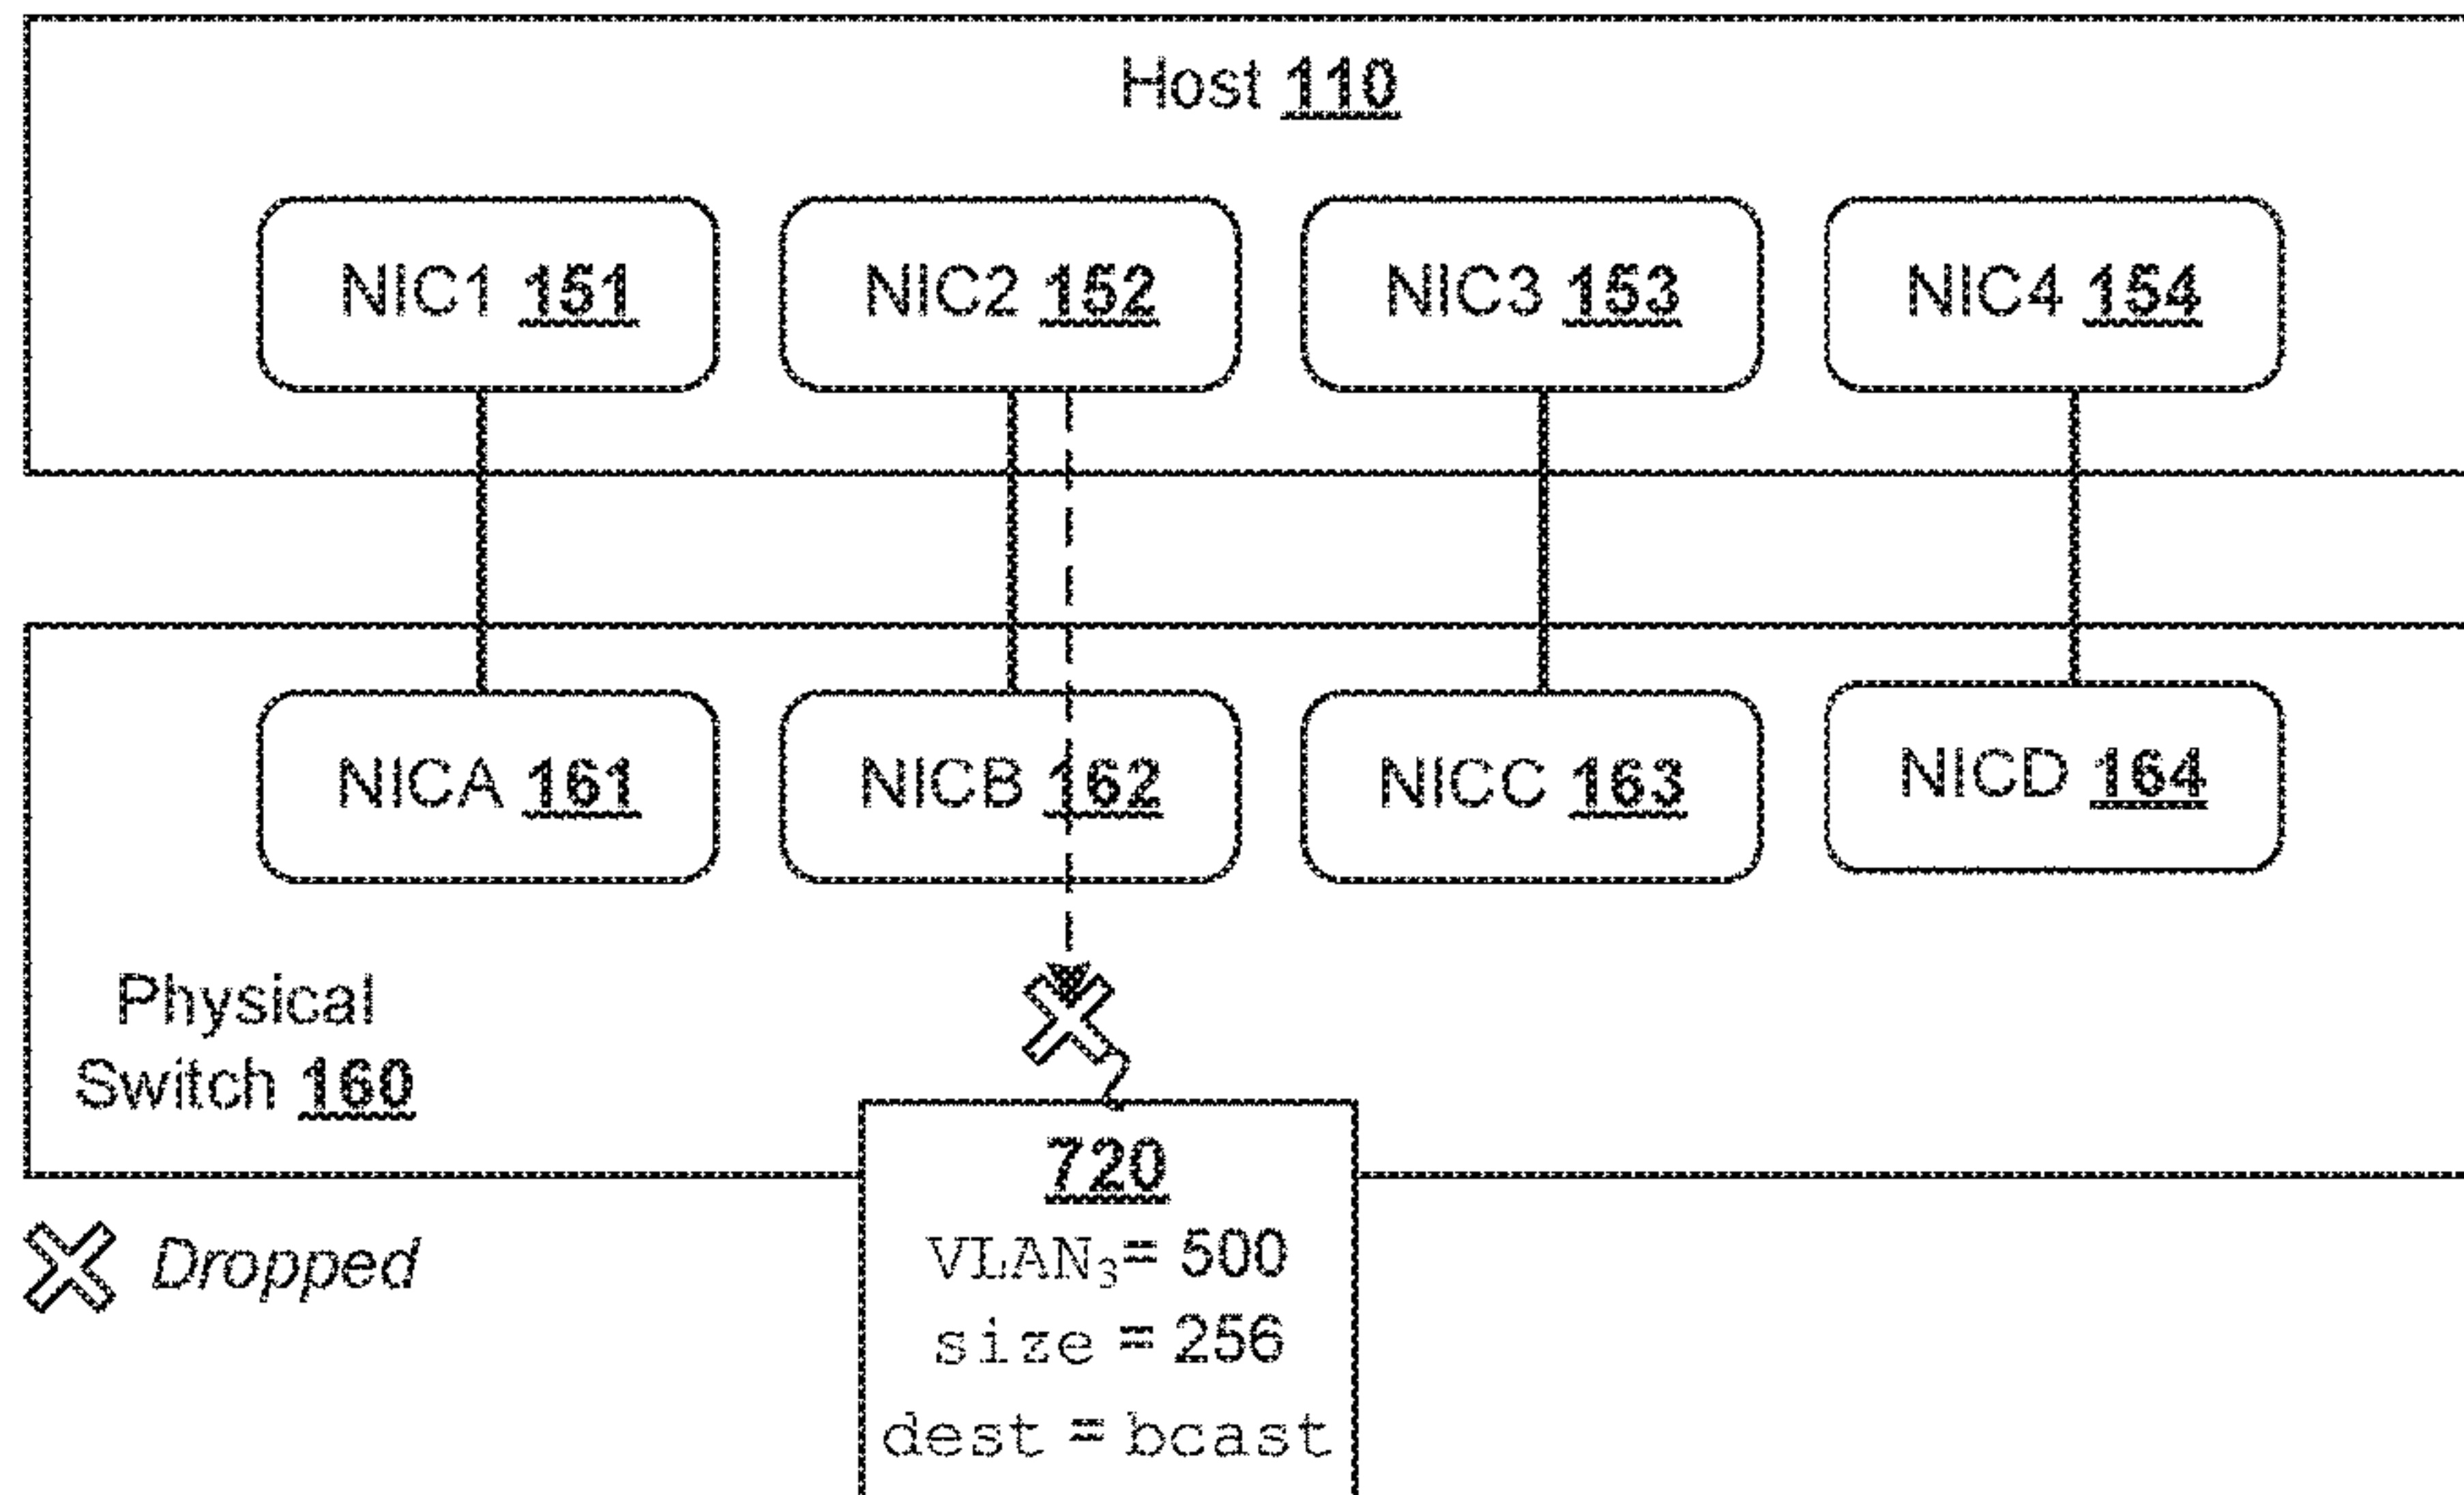 Host 110
NIC1 151
NIC2 152
NIC3 153
NIC4 154
NICA 161
NICB 162
NICC 163
NICD 164
Physical
Switch 160
720
VLAN₃= 500
size = 256
dest = bcast
Dropped